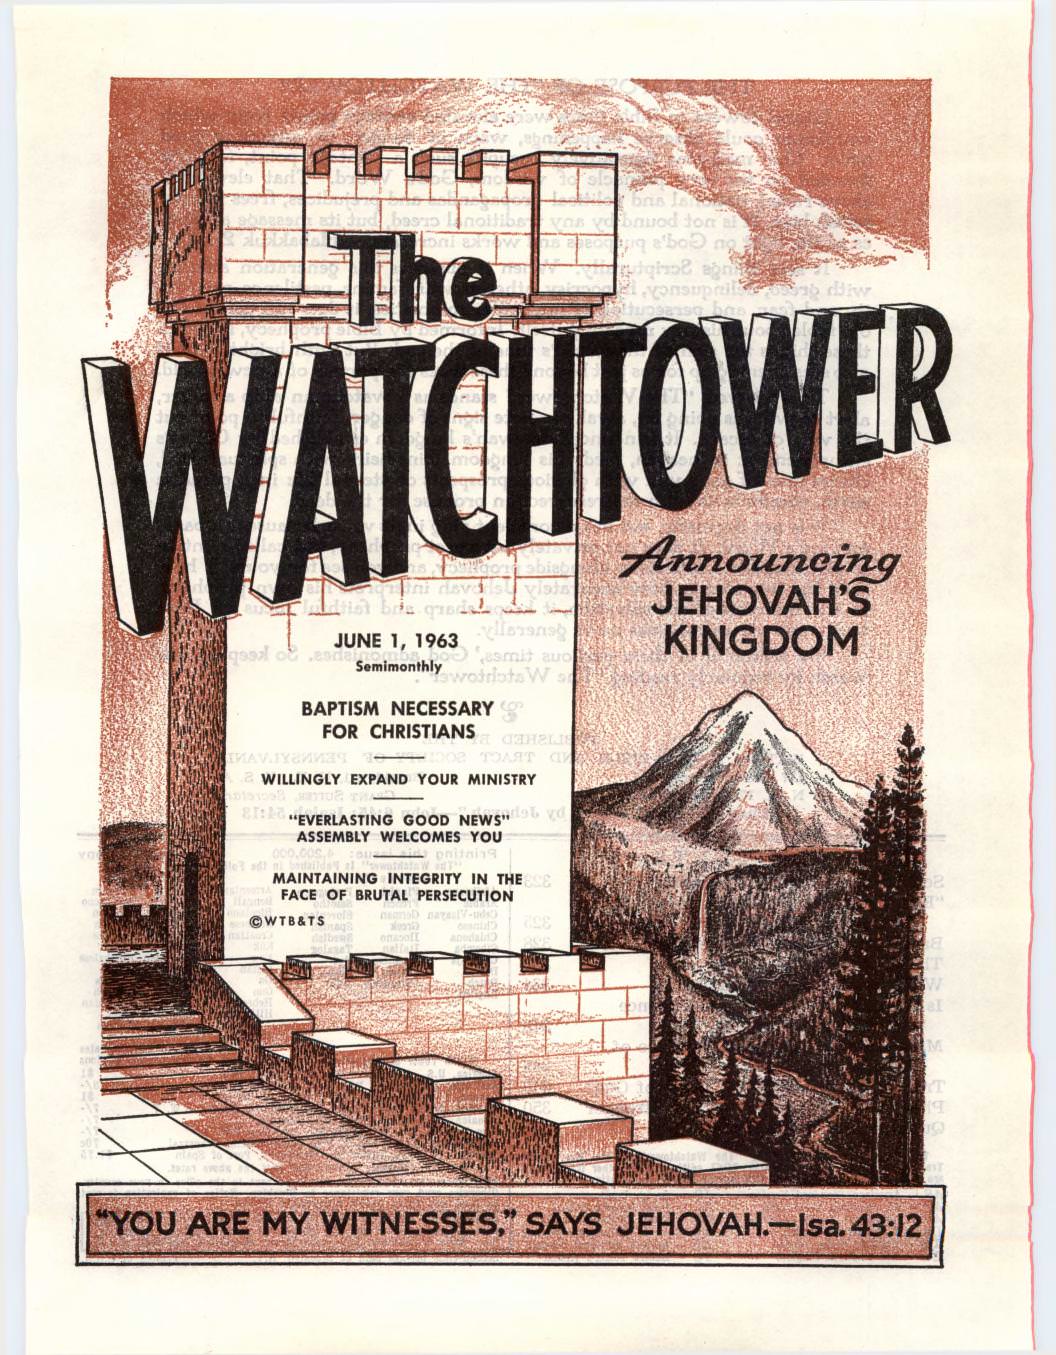 The
WATCHTOWER
Announcing
JEHOVAH'S
KINGDOM
JUNE 1, 1963
Semimonthly
BAPTISM NECESSARY
FOR CHRISTIANS
WILLINGLY EXPAND YOUR MINISTRY
"EVERLASTING GOOD NEWS"
ASSEMBLY WELCOMES YOU
MAINTAINING INTEGRITY IN THE
FACE OF BRUTAL PERSECUTION
©WTB&TS
"YOU ARE MY WITNESSES," SAYS JEHOVAH.—Isa. 43:12